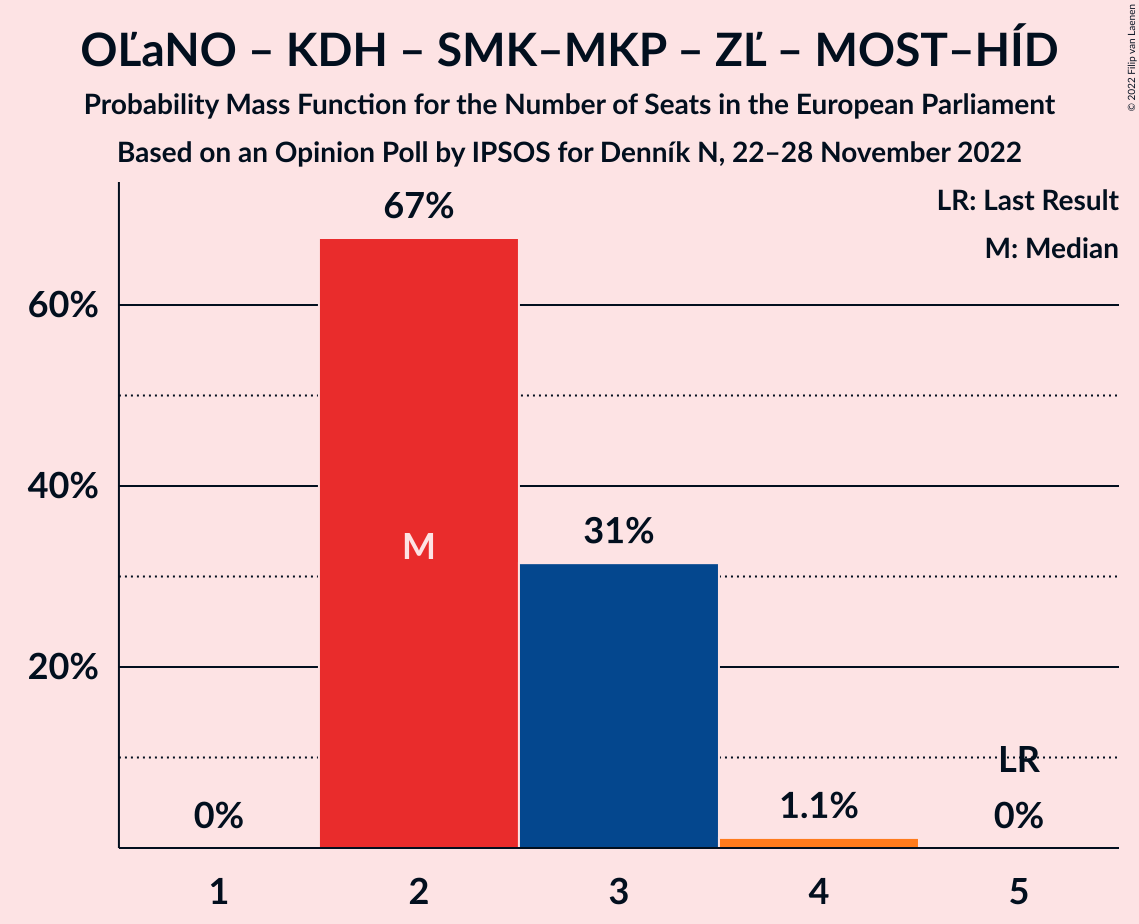 OĽaNO – KDH – SMK–MKP – ZĽ – MOST–HÍD
Probability Mass Function for the Number of Seats in the European Parliament
Based on an Opinion Poll by IPSOS for Denník N, 22–28 November 2022
© 2022 Filip van Laenen
LR: Last Result
M: Median
67%
60%
40%
M
31%
20%
LR
0%
1.1%
0%
1 2 3 4 5